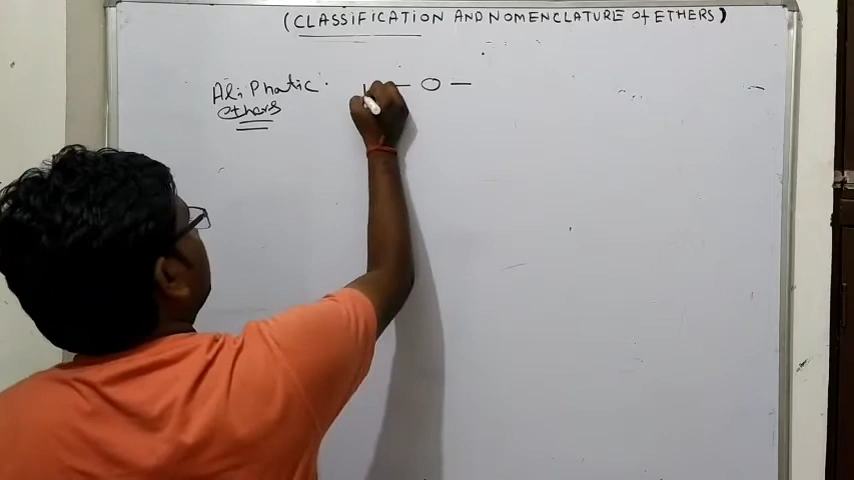 (CLASSIFICATION AND NOMENCLATURE of ETHERS)
AliPhatic - O -
ethers